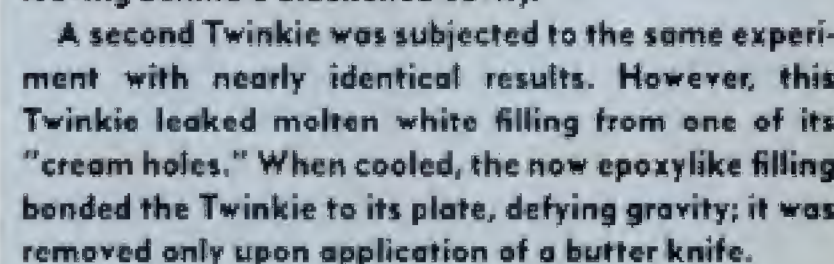 A second Twinkie was subjected to the same experi-
ment with nearly identical results. However, this
Twinkie leaked molten white filling from one of its
"cream holes." When cooled, the now epoxylike filling
bonded the Twinkie to its plate, defying gravity; it was
removed only upon application of a butter knife.